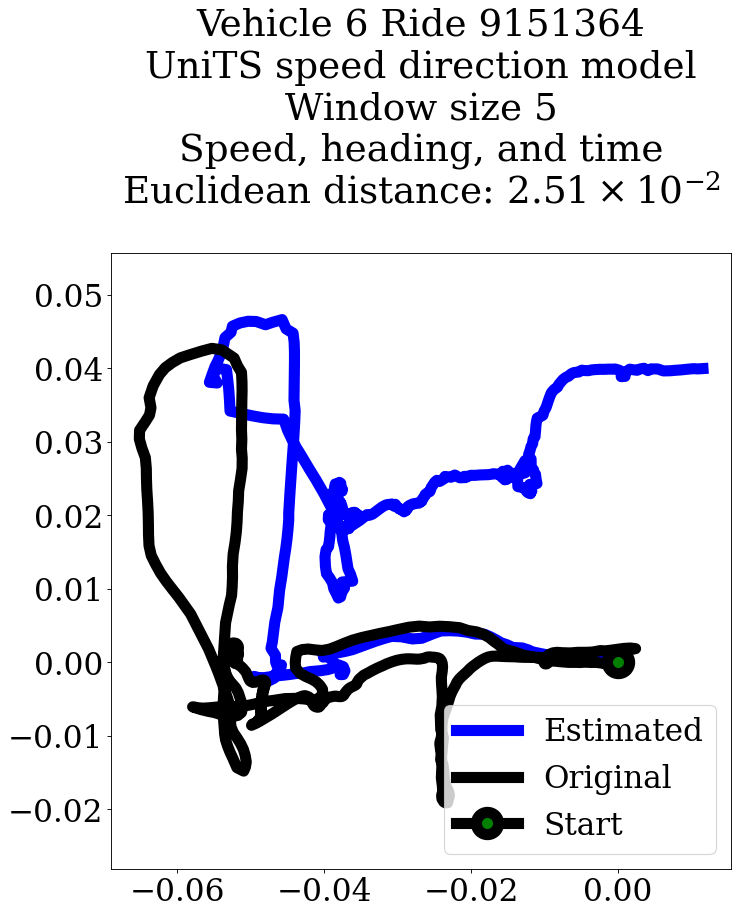 Vehicle 6 Ride 9151364
UniTS speed direction model
Window size 5
Speed, heading, and time
Euclidean distance: $2.51 \times 10^{-2}$
0.05
0.04
0.03
0.02
0.01
0.00
−0.01
−0.02
Estimated
Original
Start
−0.06
−0.04
−0.02
0.00